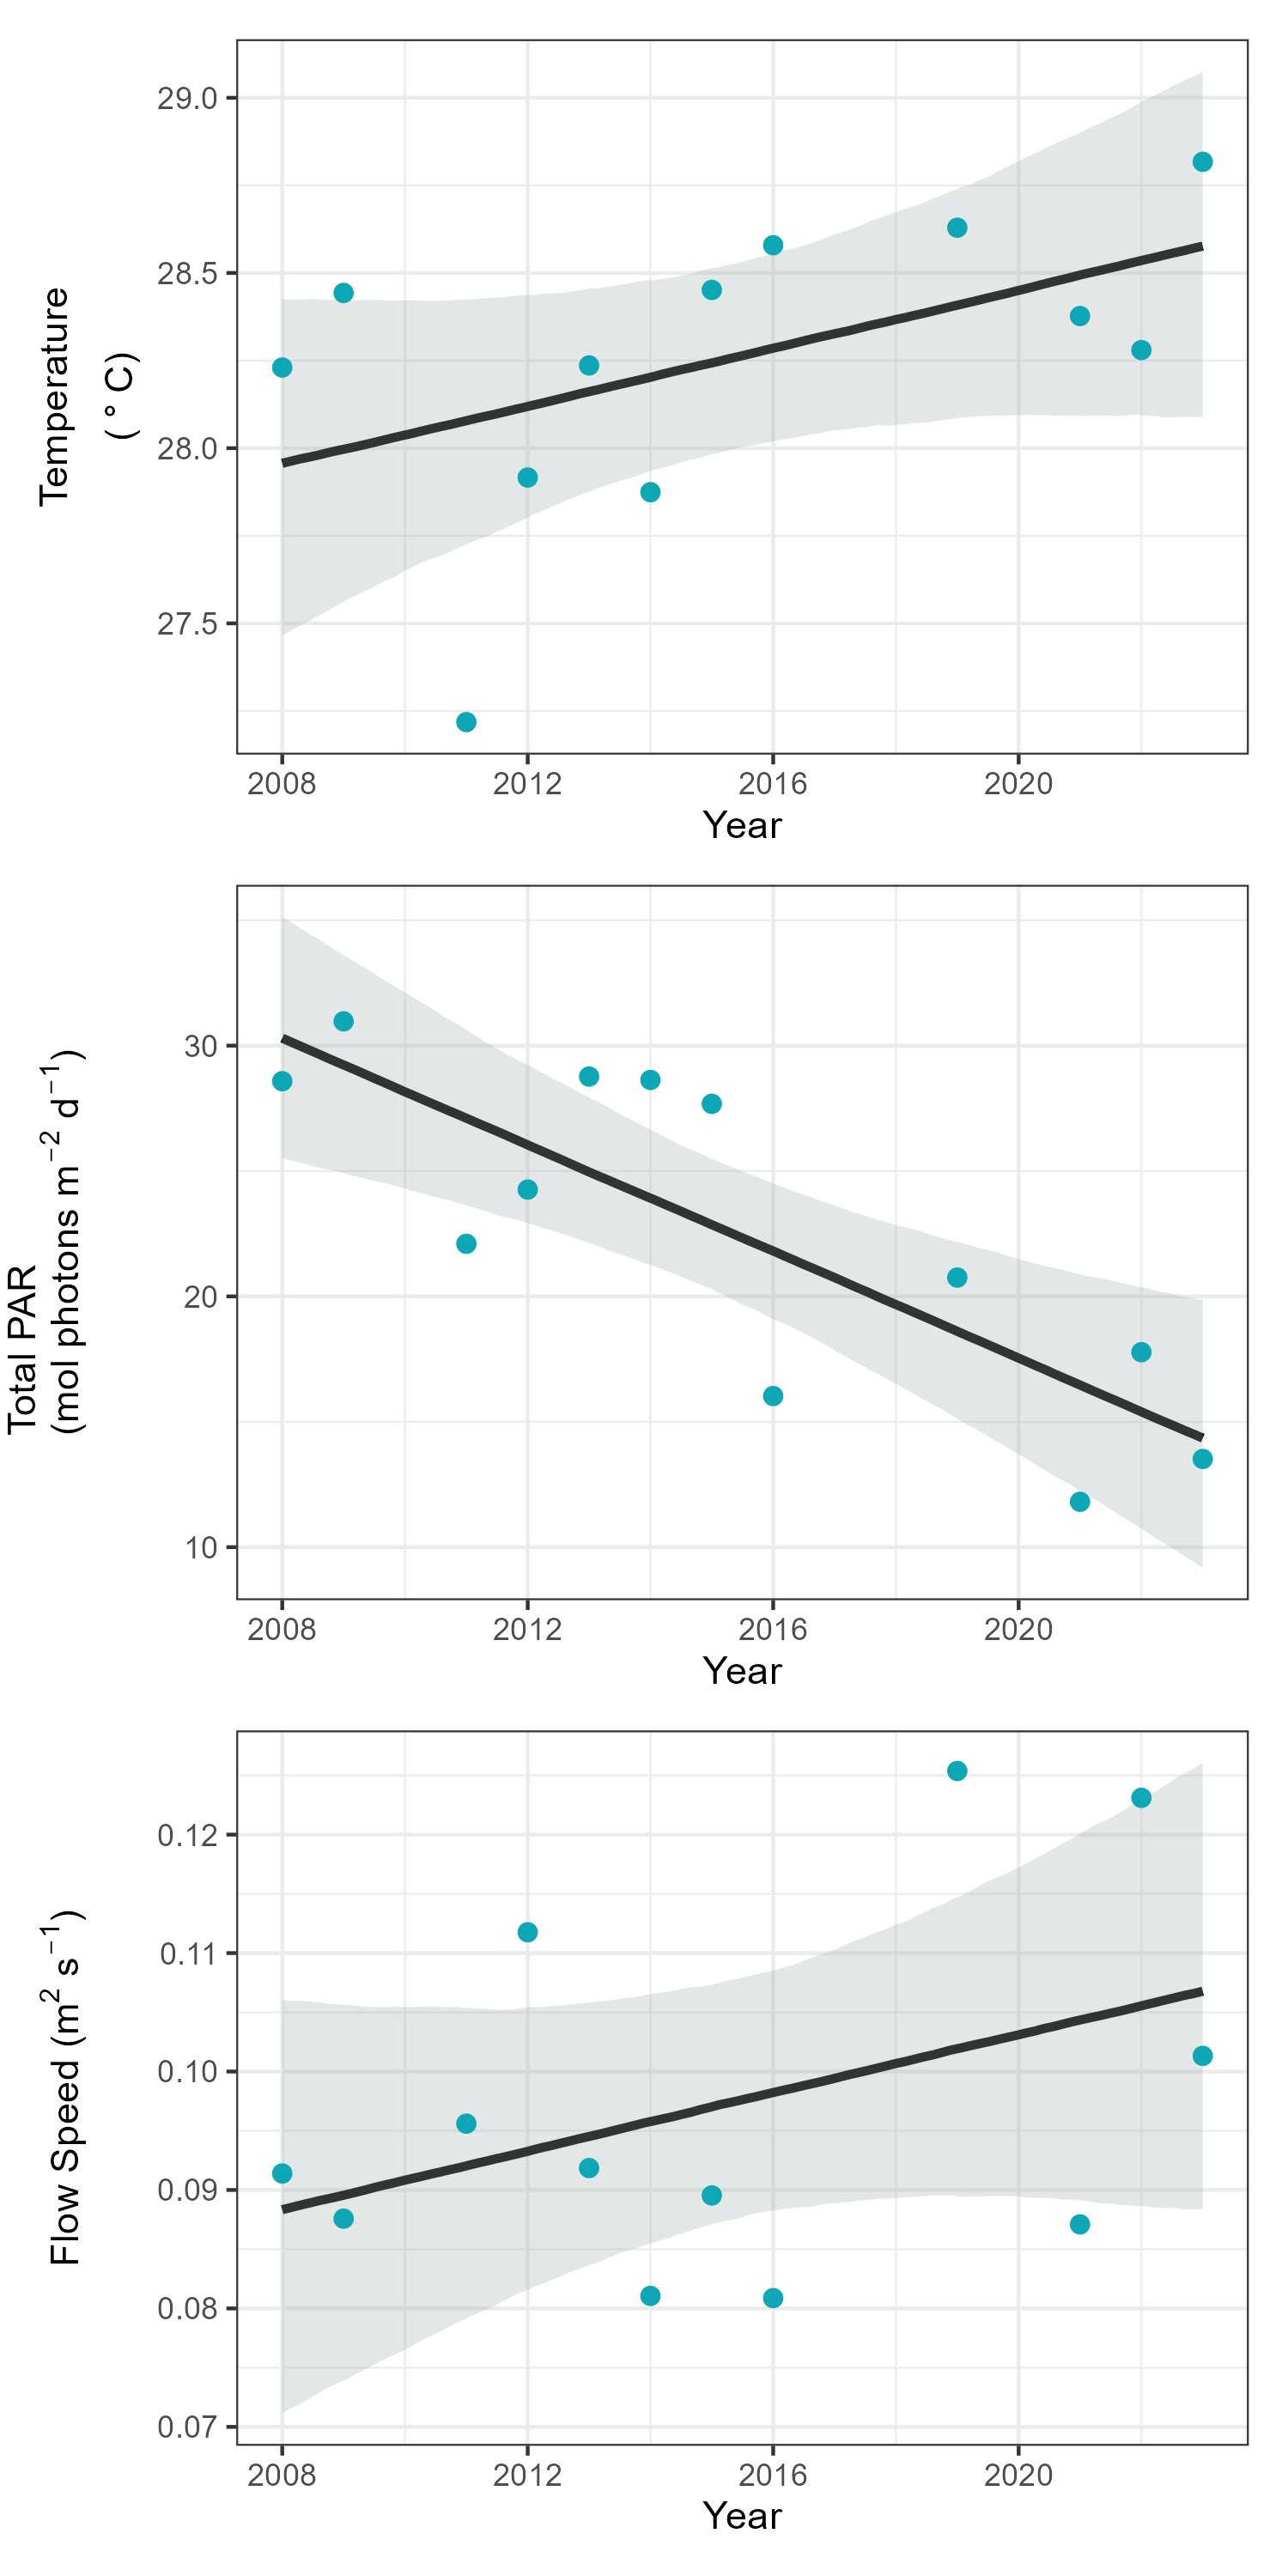 Temperature
( ° C)
29.0
28.5
28.0
27.5
2008 2012 2016 2020
Year
Total PAR
(mol photons m⁻² d⁻¹)
30
20
10
2008 2012 2016 2020
Year
Flow Speed (m² s⁻¹)
0.12
0.11
0.10
0.09
0.08
0.07
2008 2012 2016 2020
Year